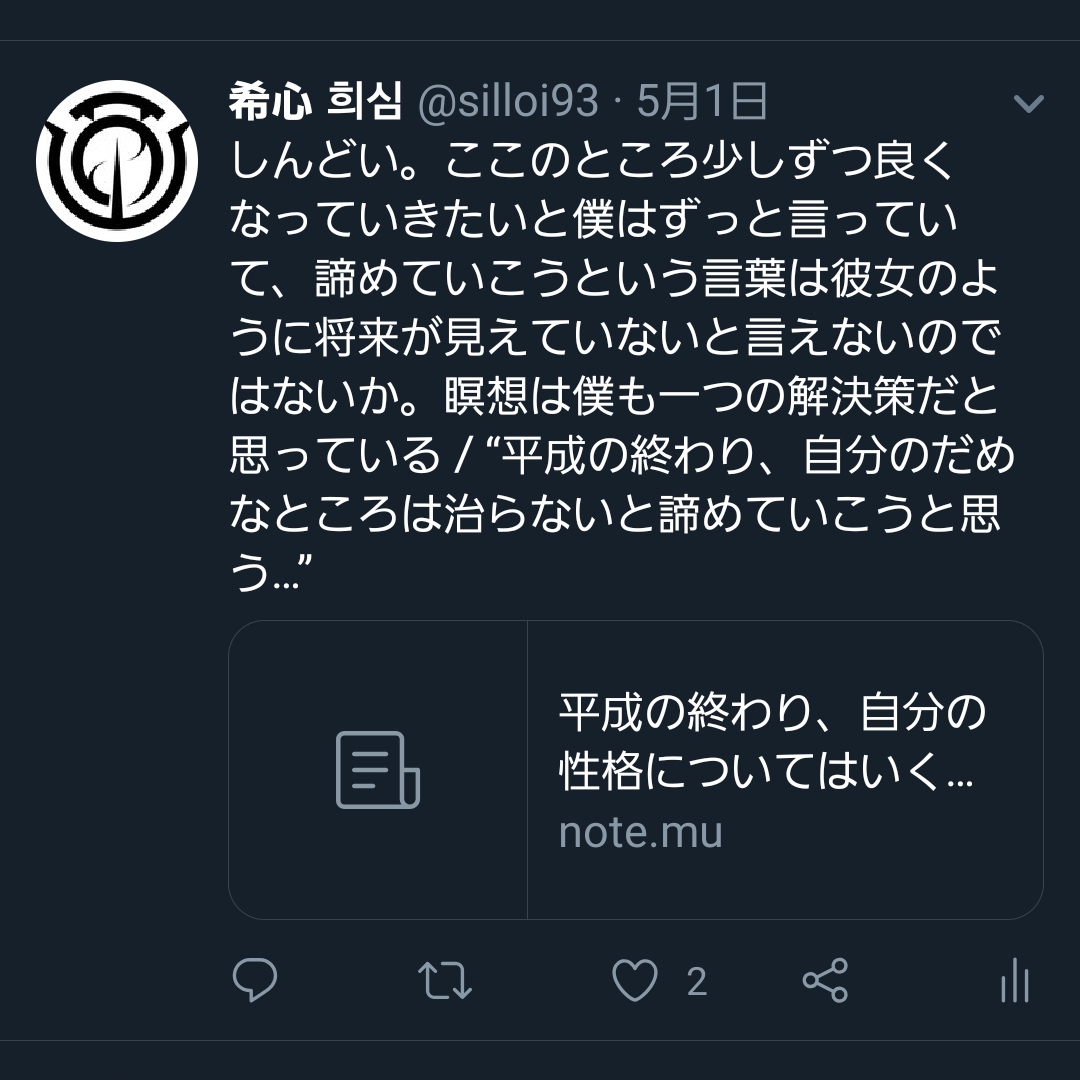 希心 희심 @silloi93 · 5月1日
しんどい。ここのところ少しずつ良く
なっていきたいと僕はずっと言ってい
て、諦めていこうという言葉は彼女のよ
うに将来が見えていないと言えないので
はないか。瞑想は僕も一つの解決策だと
思っている / “平成の終わり、自分のだめ
なところは治らないと諦めていこうと思
う...”
平成の終わり、自分の
性格についてはいく...
note.mu
2